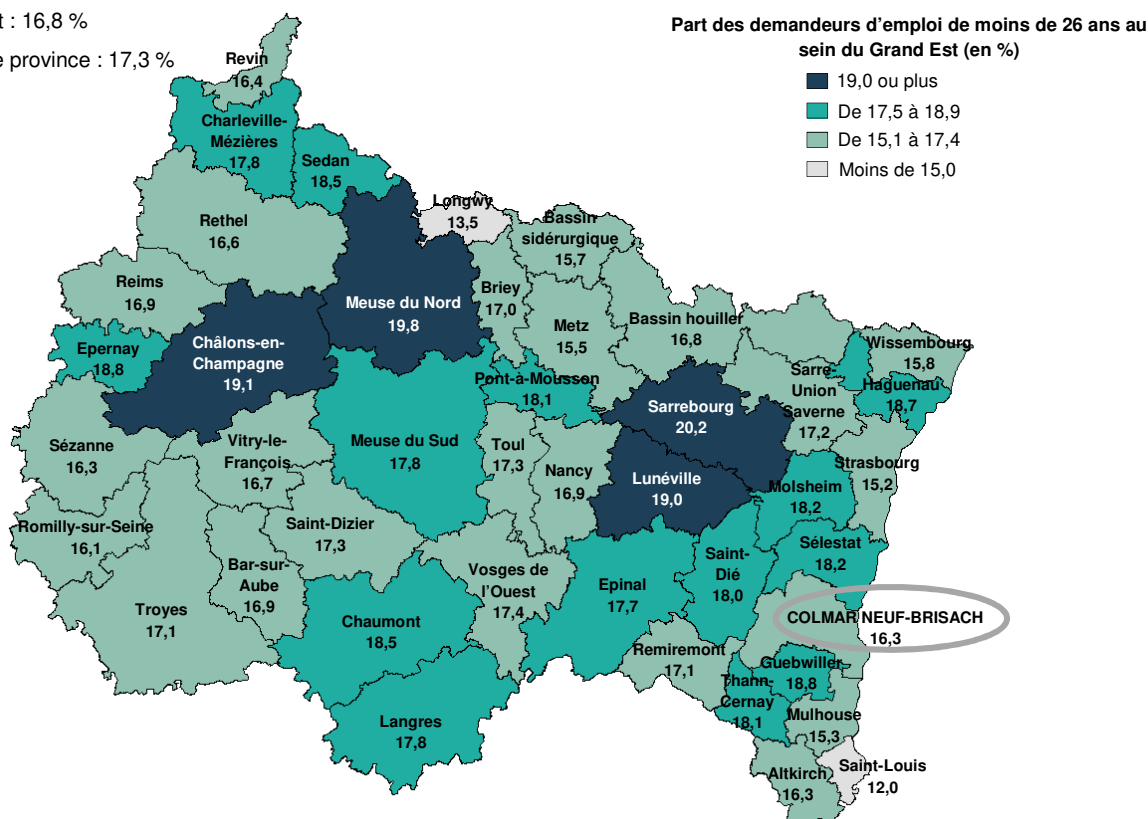 t : 16,8 %
e province : 17,3 %
Part des demandeurs d'emploi de moins de 26 ans au
sein du Grand Est (en %)
19,0 ou plus
De 17,5 à 18,9
De 15,1 à 17,4
Moins de 15,0
Revin
16,4
Charleville-
Mézières
17,8
Sedan
18,5
Longwy
13,5
Rethel
16,6
Bassin
sidérurgique
15,7
Reims
16,9
Briey
17,0
Meuse du Nord
19,8
Metz
15,5
Bassin houiller
16,8
Wissembourg
15,8
Epernay
18,8
Châlons-en-
Champagne
19,1
Pont-à-Mousson
18,1
Sarre-
Union
Saverne
17,2
Haguenau
18,7
Sarrebourg
20,2
Sézanne
16,3
Vitry-le-
François
16,7
Meuse du Sud
17,8
Toul
17,3
Nancy
16,9
Lunéville
19,0
Strasbourg
15,2
Molsheim
18,2
Romilly-sur-Seine
16,1
Saint-Dizier
17,3
Sélestat
18,2
Bar-sur-
Aube
16,9
Vosges de
l'Ouest
17,4
Epinal
17,7
Saint-
Dié
18,0
Troyes
17,1
Chaumont
18,5
COLMAR NEUF-BRISACH
16,3
Remiremont
17,1
Guebwiller
18,8
Thann-
Cernay
18,1
Langres
17,8
Mulhouse
15,3
Altkirch
16,3
Saint-Louis
12,0